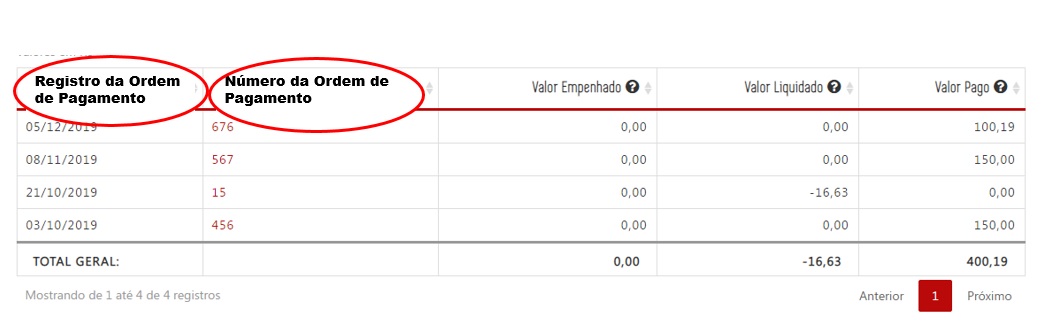 Registro da Ordem de Pagamento Número da Ordem de Pagamento Valor Empenhado ? Valor Liquidado ? Valor Pago ?
05/12/2019 676 0,00 0,00 100,19
08/11/2019 567 0,00 0,00 150,00
21/10/2019 15 0,00 -16,63 0,00
03/10/2019 456 0,00 0,00 150,00
TOTAL GERAL: 0,00 -16,63 400,19
Mostrando de 1 até 4 de 4 registros Anterior 1 Próximo